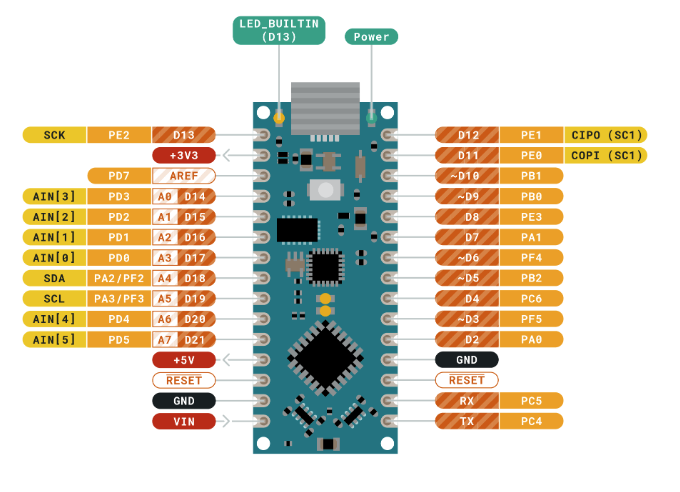 LED_BUILTIN
(D13)
Power
SCK PE2 D13
D12 PE1 CIPO (SC1)
+3V3
D11 PE0 COPI (SC1)
PD7 AREF
~D10 PB1
AIN[3] PD3 A0 D14
~D9 PB0
AIN[2] PD2 A1 D15
D8 PE3
AIN[1] PD1 A2 D16
D7 PA1
AIN[0] PD0 A3 D17
~D6 PF4
SDA PA2/PF2 A4 D18
~D5 PB2
SCL PA3/PF3 A5 D19
D4 PC6
AIN[4] PD4 A6 D20
~D3 PF5
AIN[5] PD5 A7 D21
D2 PA0
+5V
GND
RESET
RESET
GND
RX PC5
VIN
TX PC4